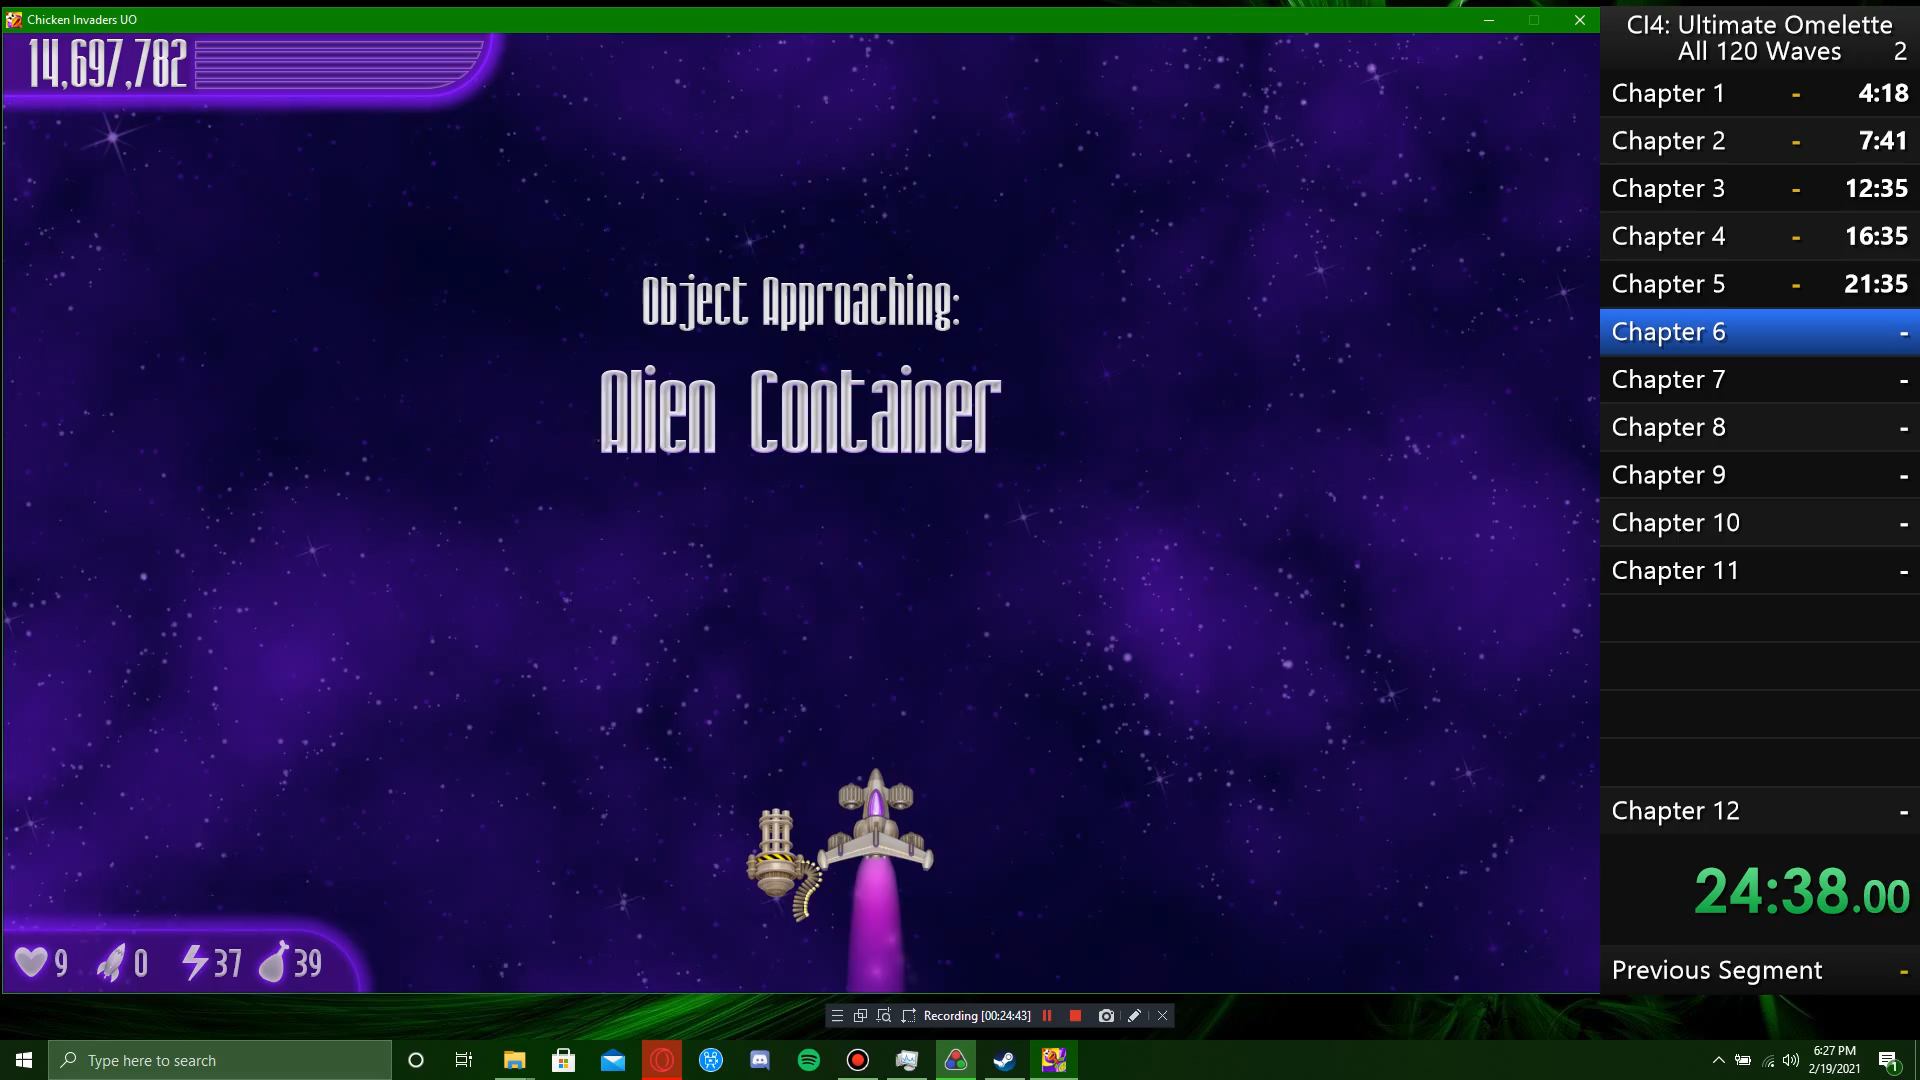 Chicken Invaders UO
14,697,782
Object Approaching:
Alien Container
9 0 37 39
CI4: Ultimate Omelette
All 120 Waves 2
Chapter 1 - 4:18
Chapter 2 - 7:41
Chapter 3 - 12:35
Chapter 4 - 16:35
Chapter 5 - 21:35
Chapter 6 -
Chapter 7 -
Chapter 8 -
Chapter 9 -
Chapter 10 -
Chapter 11 -
Chapter 12 -
24:38.00
Previous Segment -
Recording [00:24:43]
Type here to search
6:27 PM
2/19/2021
1